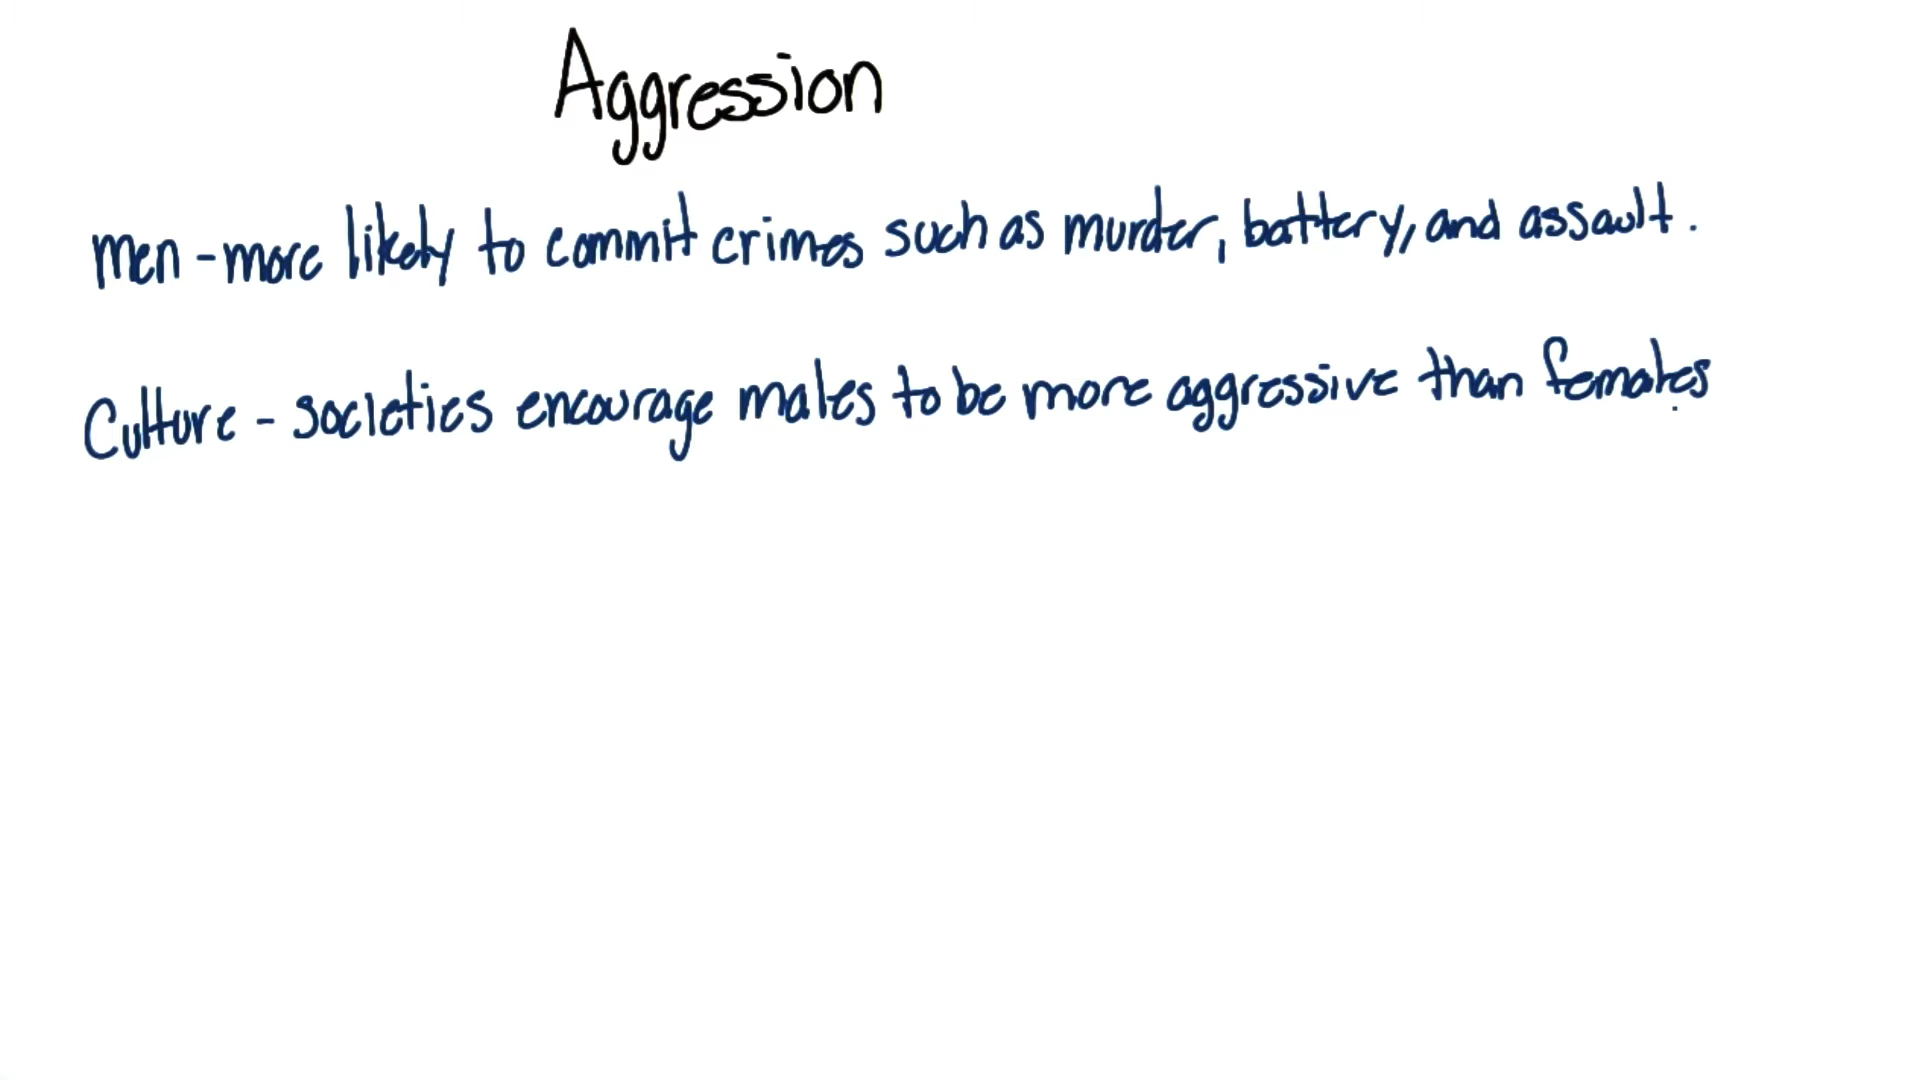 Aggression
Men - more likely to commit crimes such as murder, battery, and assault.
Culture - societies encourage males to be more aggressive than females